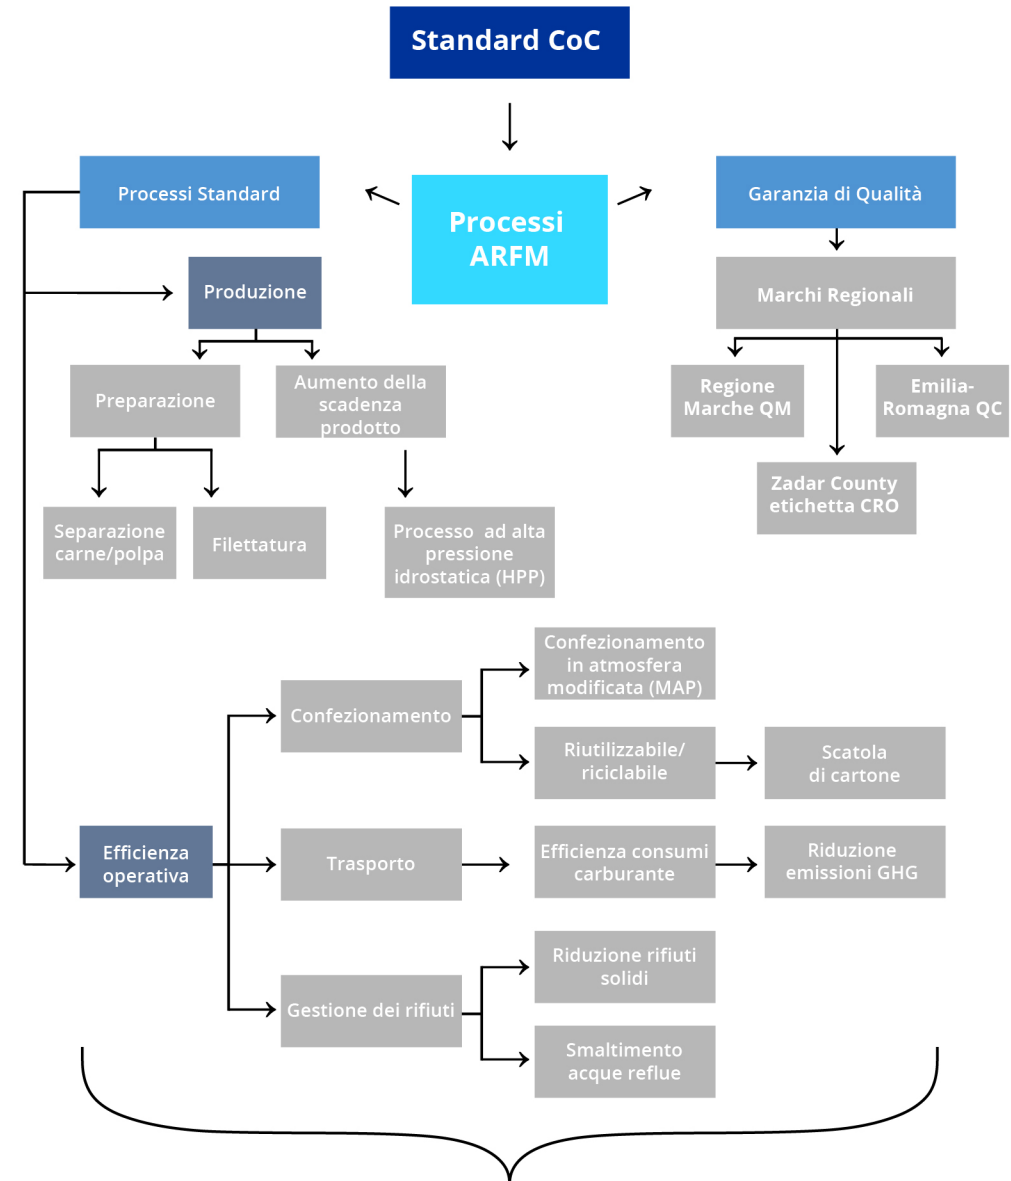 Standard CoC
Processi Standard
Processi
ARFM
Garanzia di Qualità
Produzione
Marchi Regionali
Preparazione
Aumento della
scadenza
prodotto
Regione
Marche QM
Emilia-
Romagna QC
Zadar County
etichetta CRO
Separazione
carne/polpa
Filettatura
Processo ad alta
pressione
idrostatica (HPP)
Confezionamento
in atmosfera
modificata (MAP)
Confezionamento
Riutilizzabile/
riciclabile
Scatola
di cartone
Efficienza
operativa
Trasporto
Efficienza consumi
carburante
Riduzione
emissioni GHG
Riduzione rifiuti
solidi
Gestione dei rifiuti
Smaltimento
acque reflue